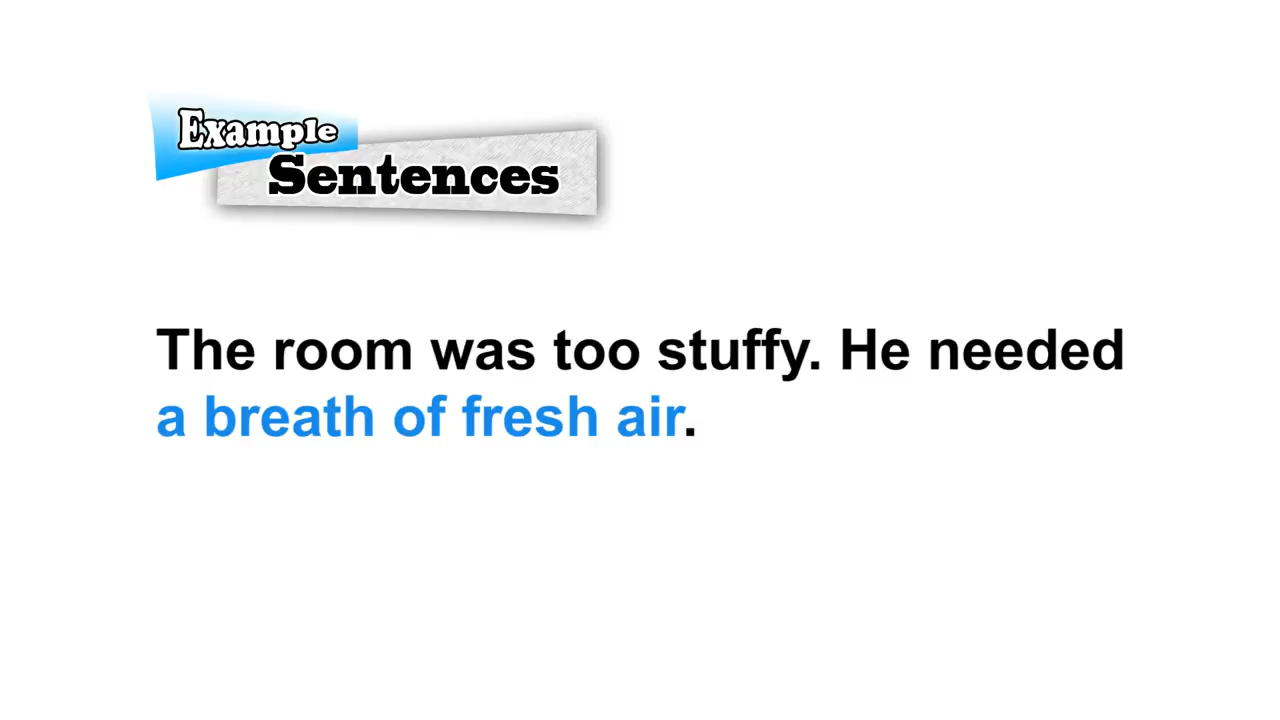 Example
Sentences
The room was too stuffy. He needed
a breath of fresh air.